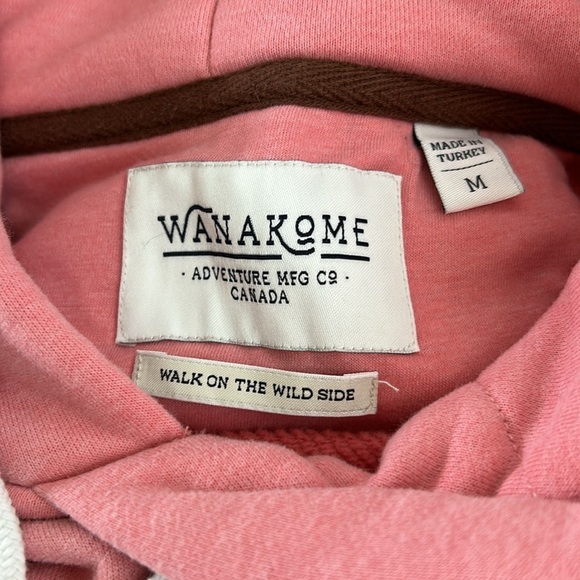 MADE IN
TURKEY
M
WANAKOME
· ADVENTURE MFG Co ·
CANADA
WALK ON THE WILD SIDE